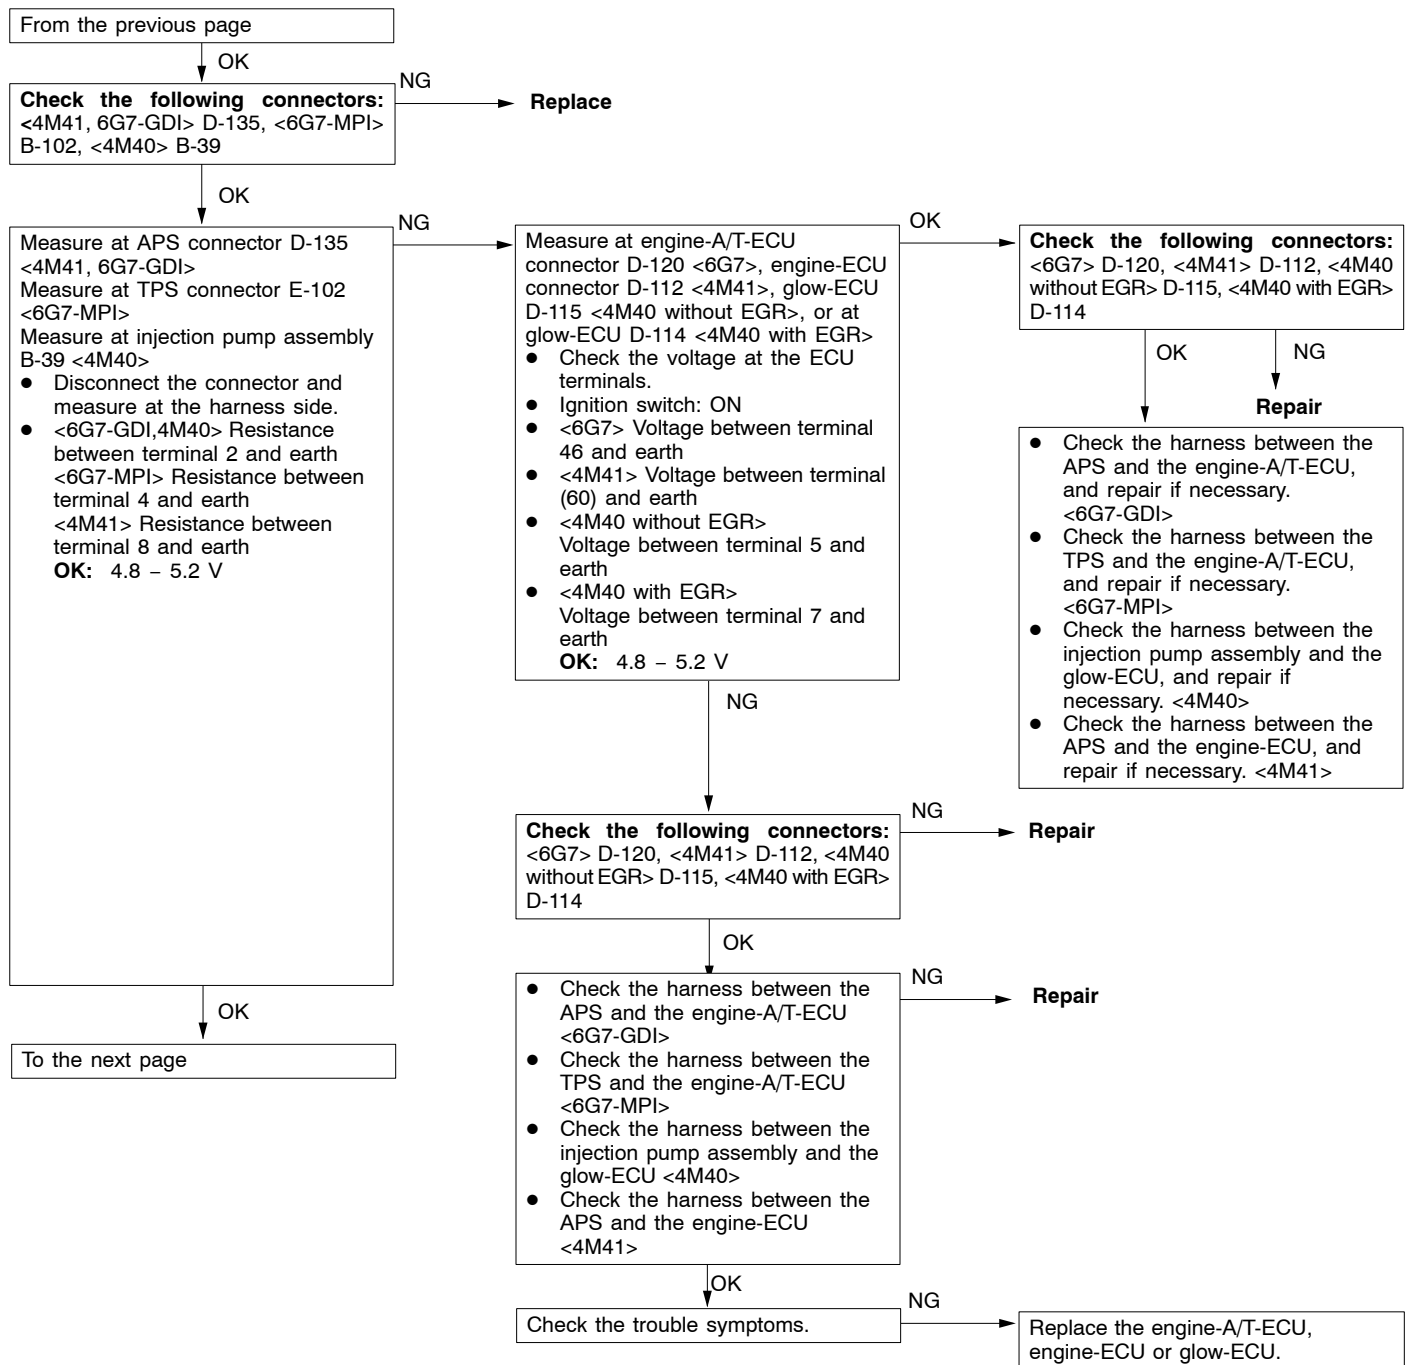 From the previous page
OK
Check the following connectors:
<4M41, 6G7-GDI> D-135, <6G7-MPI>
B-102, <4M40> B-39
NG
Replace
OK
Measure at APS connector D-135
<4M41, 6G7-GDI>
Measure at TPS connector E-102
<6G7-MPI>
Measure at injection pump assembly
B-39 <4M40>
● Disconnect the connector and
measure at the harness side.
● <6G7-GDI,4M40> Resistance
between terminal 2 and earth
<6G7-MPI> Resistance between
terminal 4 and earth
<4M41> Resistance between
terminal 8 and earth
OK: 4.8 – 5.2 V
NG
Measure at engine-A/T-ECU
connector D-120 <6G7>, engine-ECU
connector D-112 <4M41>, glow-ECU
D-115 <4M40 without EGR>, or at
glow-ECU D-114 <4M40 with EGR>
● Check the voltage at the ECU
terminals.
● Ignition switch: ON
● <6G7> Voltage between terminal
46 and earth
● <4M41> Voltage between terminal
(60) and earth
● <4M40 without EGR>
Voltage between terminal 5 and
earth
● <4M40 with EGR>
Voltage between terminal 7 and
earth
OK: 4.8 – 5.2 V
OK
Check the following connectors:
<6G7> D-120, <4M41> D-112, <4M40
without EGR> D-115, <4M40 with EGR>
D-114
OK
NG
Repair
● Check the harness between the
APS and the engine-A/T-ECU,
and repair if necessary.
<6G7-GDI>
● Check the harness between the
TPS and the engine-A/T-ECU,
and repair if necessary.
<6G7-MPI>
● Check the harness between the
injection pump assembly and the
glow-ECU, and repair if
necessary. <4M40>
● Check the harness between the
APS and the engine-ECU, and
repair if necessary. <4M41>
NG
Check the following connectors:
<6G7> D-120, <4M41> D-112, <4M40
without EGR> D-115, <4M40 with EGR>
D-114
NG
Repair
OK
● Check the harness between the
APS and the engine-A/T-ECU
<6G7-GDI>
● Check the harness between the
TPS and the engine-A/T-ECU
<6G7-MPI>
● Check the harness between the
injection pump assembly and the
glow-ECU <4M40>
● Check the harness between the
APS and the engine-ECU
<4M41>
NG
Repair
OK
To the next page
OK
Check the trouble symptoms.
NG
Replace the engine-A/T-ECU,
engine-ECU or glow-ECU.